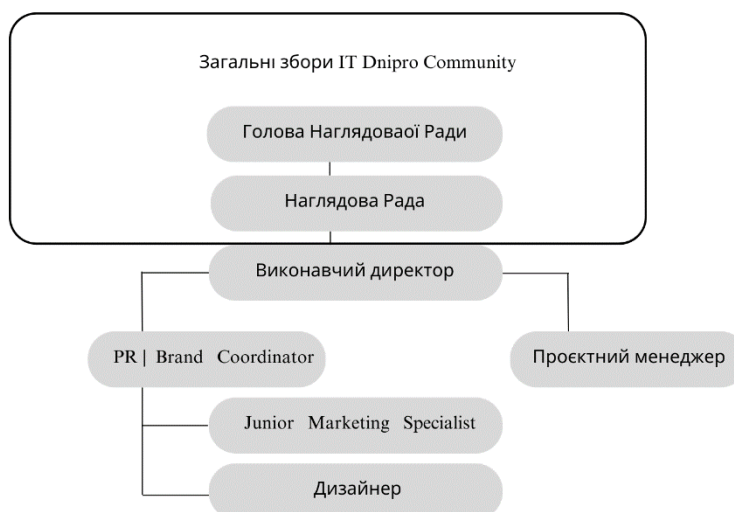 Загальні збори IT Dnipro Community
Голова Наглядоваої Ради
Наглядова Рада
Виконавчий директор
PR | Brand Coordinator
Проєктний менеджер
Junior Marketing Specialist
Дизайнер